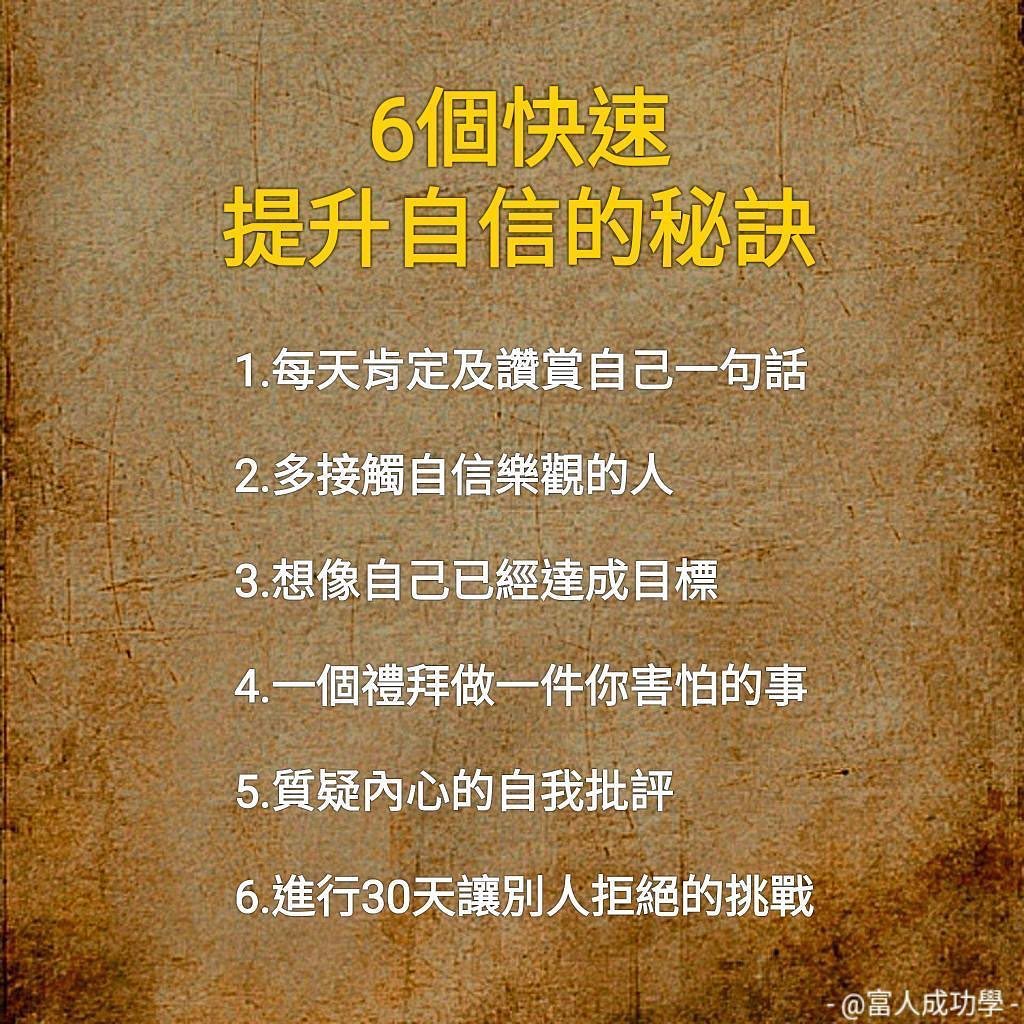 6個快速
提升自信的秘訣
1.每天肯定及讚賞自己一句話
2.多接觸自信樂觀的人
3.想像自己已經達成目標
4.一個禮拜做一件你害怕的事
5.質疑內心的自我批評
6.進行30天讓別人拒絕的挑戰
- @富人成功學 -